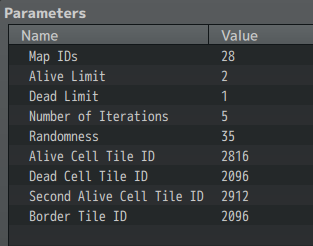 Parameters
Name Value
Map IDs 28
Alive Limit 2
Dead Limit 1
Number of Iterations 5
Randomness 35
Alive Cell Tile ID 2816
Dead Cell Tile ID 2096
Second Alive Cell Tile ID 2912
Border Tile ID 2096